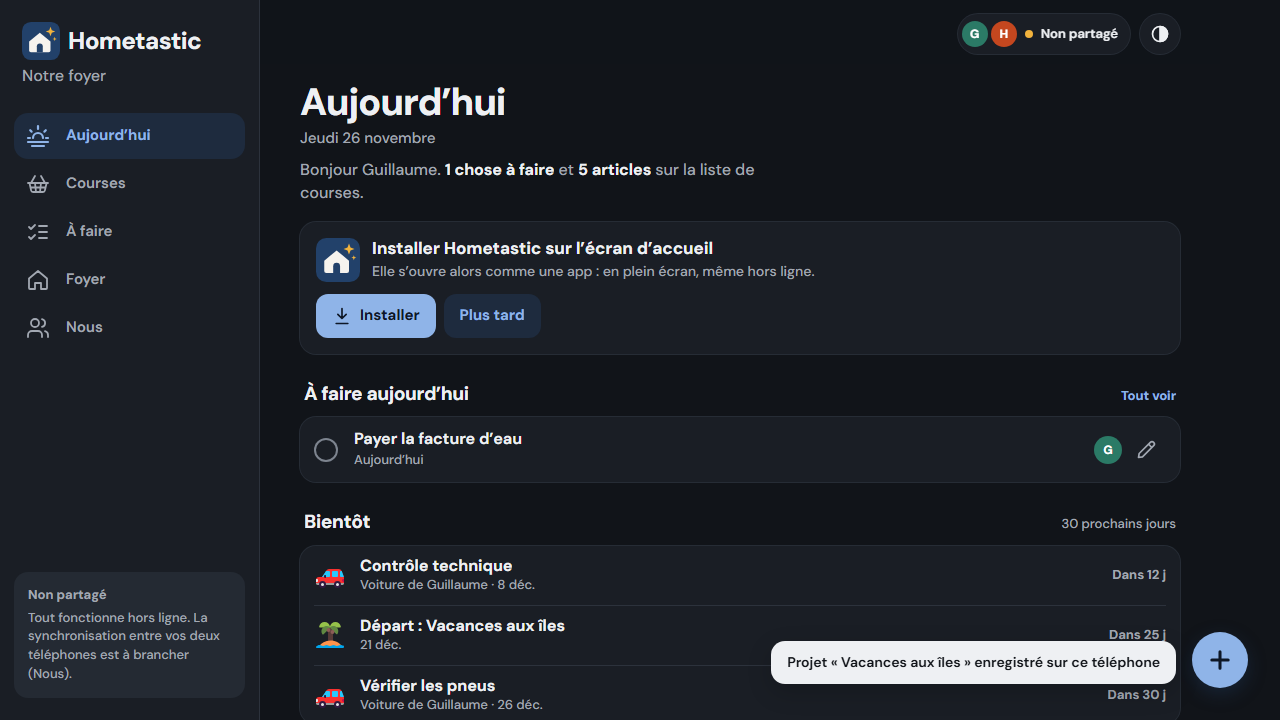 Hometastic
Notre foyer
Aujourd’hui
Courses
À faire
Foyer
Nous
Non partagé
Tout fonctionne hors ligne. La
synchronisation entre vos deux
téléphones est à brancher
(Nous).
G H Non partagé
Aujourd’hui
Jeudi 26 novembre
Bonjour Guillaume. 1 chose à faire et 5 articles sur la liste de
courses.
Installer Hometastic sur l’écran d’accueil
Elle s’ouvre alors comme une app : en plein écran, même hors ligne.
Installer Plus tard
À faire aujourd’hui Tout voir
Payer la facture d’eau
Aujourd’hui
G
Bientôt 30 prochains jours
Contrôle technique
Voiture de Guillaume · 8 déc.
Dans 12 j
Départ : Vacances aux îles
21 déc.
Dans 25 j
Projet « Vacances aux îles » enregistré sur ce téléphone
Vérifier les pneus
Voiture de Guillaume · 26 déc.
Dans 30 j